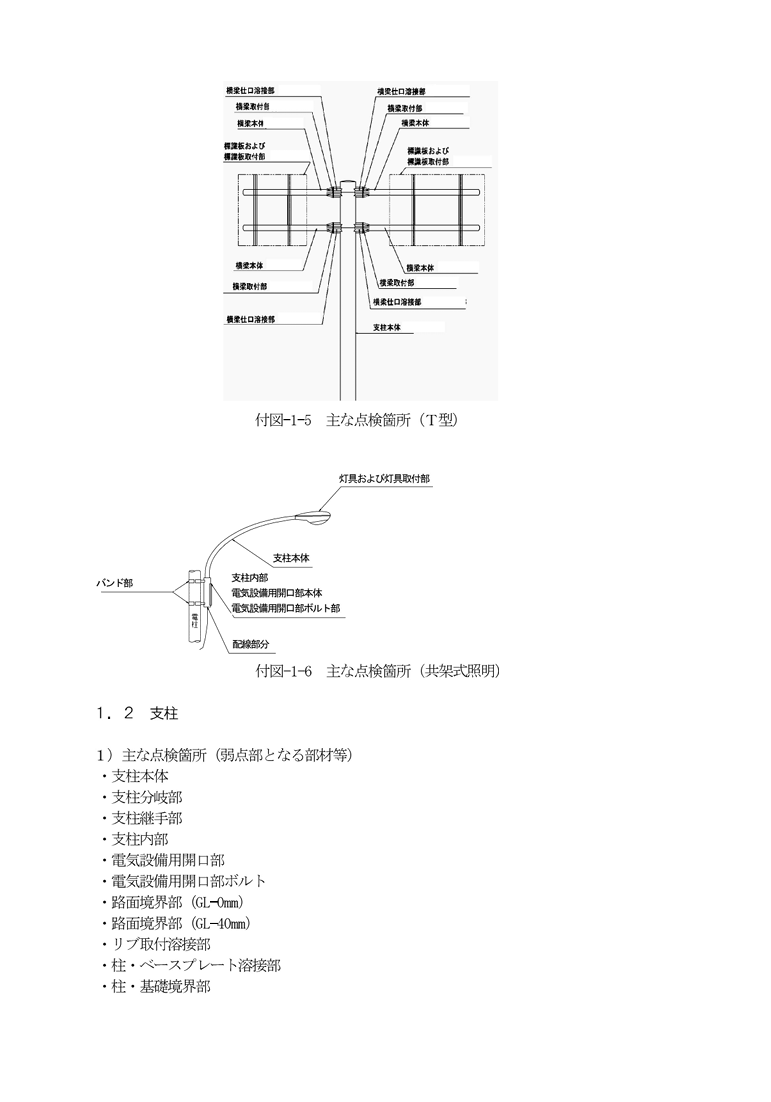 横梁仕口溶接部
横梁仕口溶接部
横梁取付部
横梁取付部
横梁本体
横梁本体
標識板および
標識板取付部
標識板および
標識板取付部
横梁本体
横梁本体
横梁取付部
横梁取付部
横梁仕口溶接部
横梁仕口溶接部
支柱本体
付図-1-5　主な点検箇所（Ｔ型）
灯具および灯具取付部
支柱本体
バンド部
支柱内部
電気設備用開口部本体
電気設備用開口部ボルト部
電柱
配線部分
付図-1-6　主な点検箇所（共架式照明）
１．２　支柱
１）主な点検箇所（弱点部となる部材等）
・支柱本体
・支柱分岐部
・支柱継手部
・支柱内部
・電気設備用開口部
・電気設備用開口部ボルト
・路面境界部（GL-0mm）
・路面境界部（GL-40mm）
・リブ取付溶接部
・柱・ベースプレート溶接部
・柱・基礎境界部